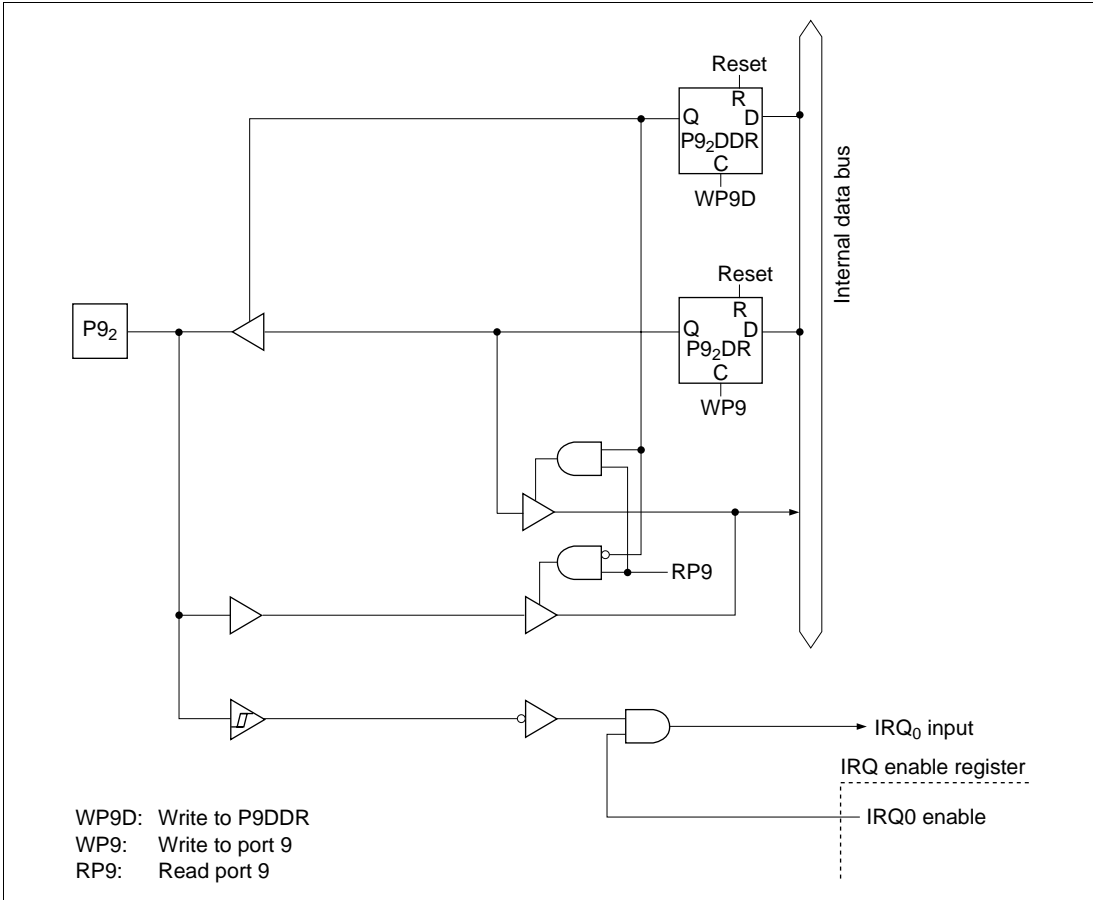 Reset
R
Q
D
P9₂DDR
C
WP9D
Internal data bus
Reset
R
P9₂
Q
D
P9₂DR
C
WP9
RP9
IRQ₀ input
IRQ enable register
IRQ0 enable
WP9D: Write to P9DDR
WP9: Write to port 9
RP9: Read port 9